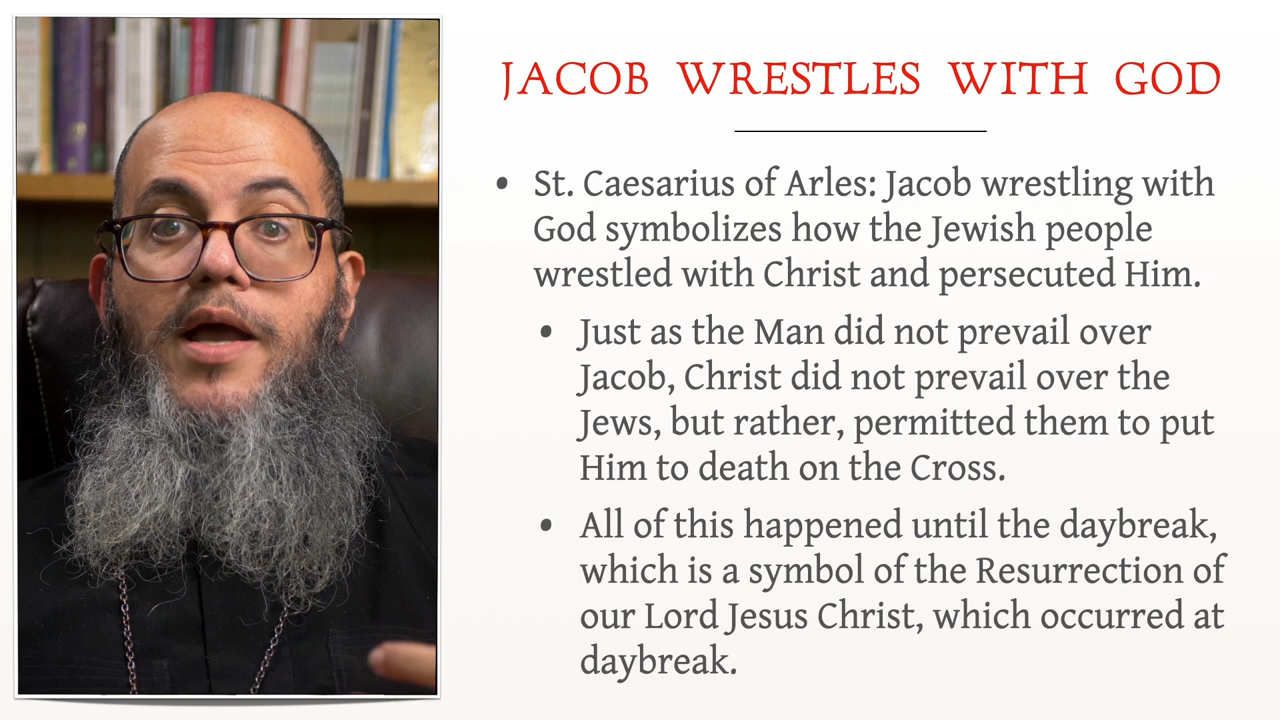 JACOB WRESTLES WITH GOD
• St. Caesarius of Arles: Jacob wrestling with
God symbolizes how the Jewish people
wrestled with Christ and persecuted Him.
• Just as the Man did not prevail over
Jacob, Christ did not prevail over the
Jews, but rather, permitted them to put
Him to death on the Cross.
• All of this happened until the daybreak,
which is a symbol of the Resurrection of
our Lord Jesus Christ, which occurred at
daybreak.